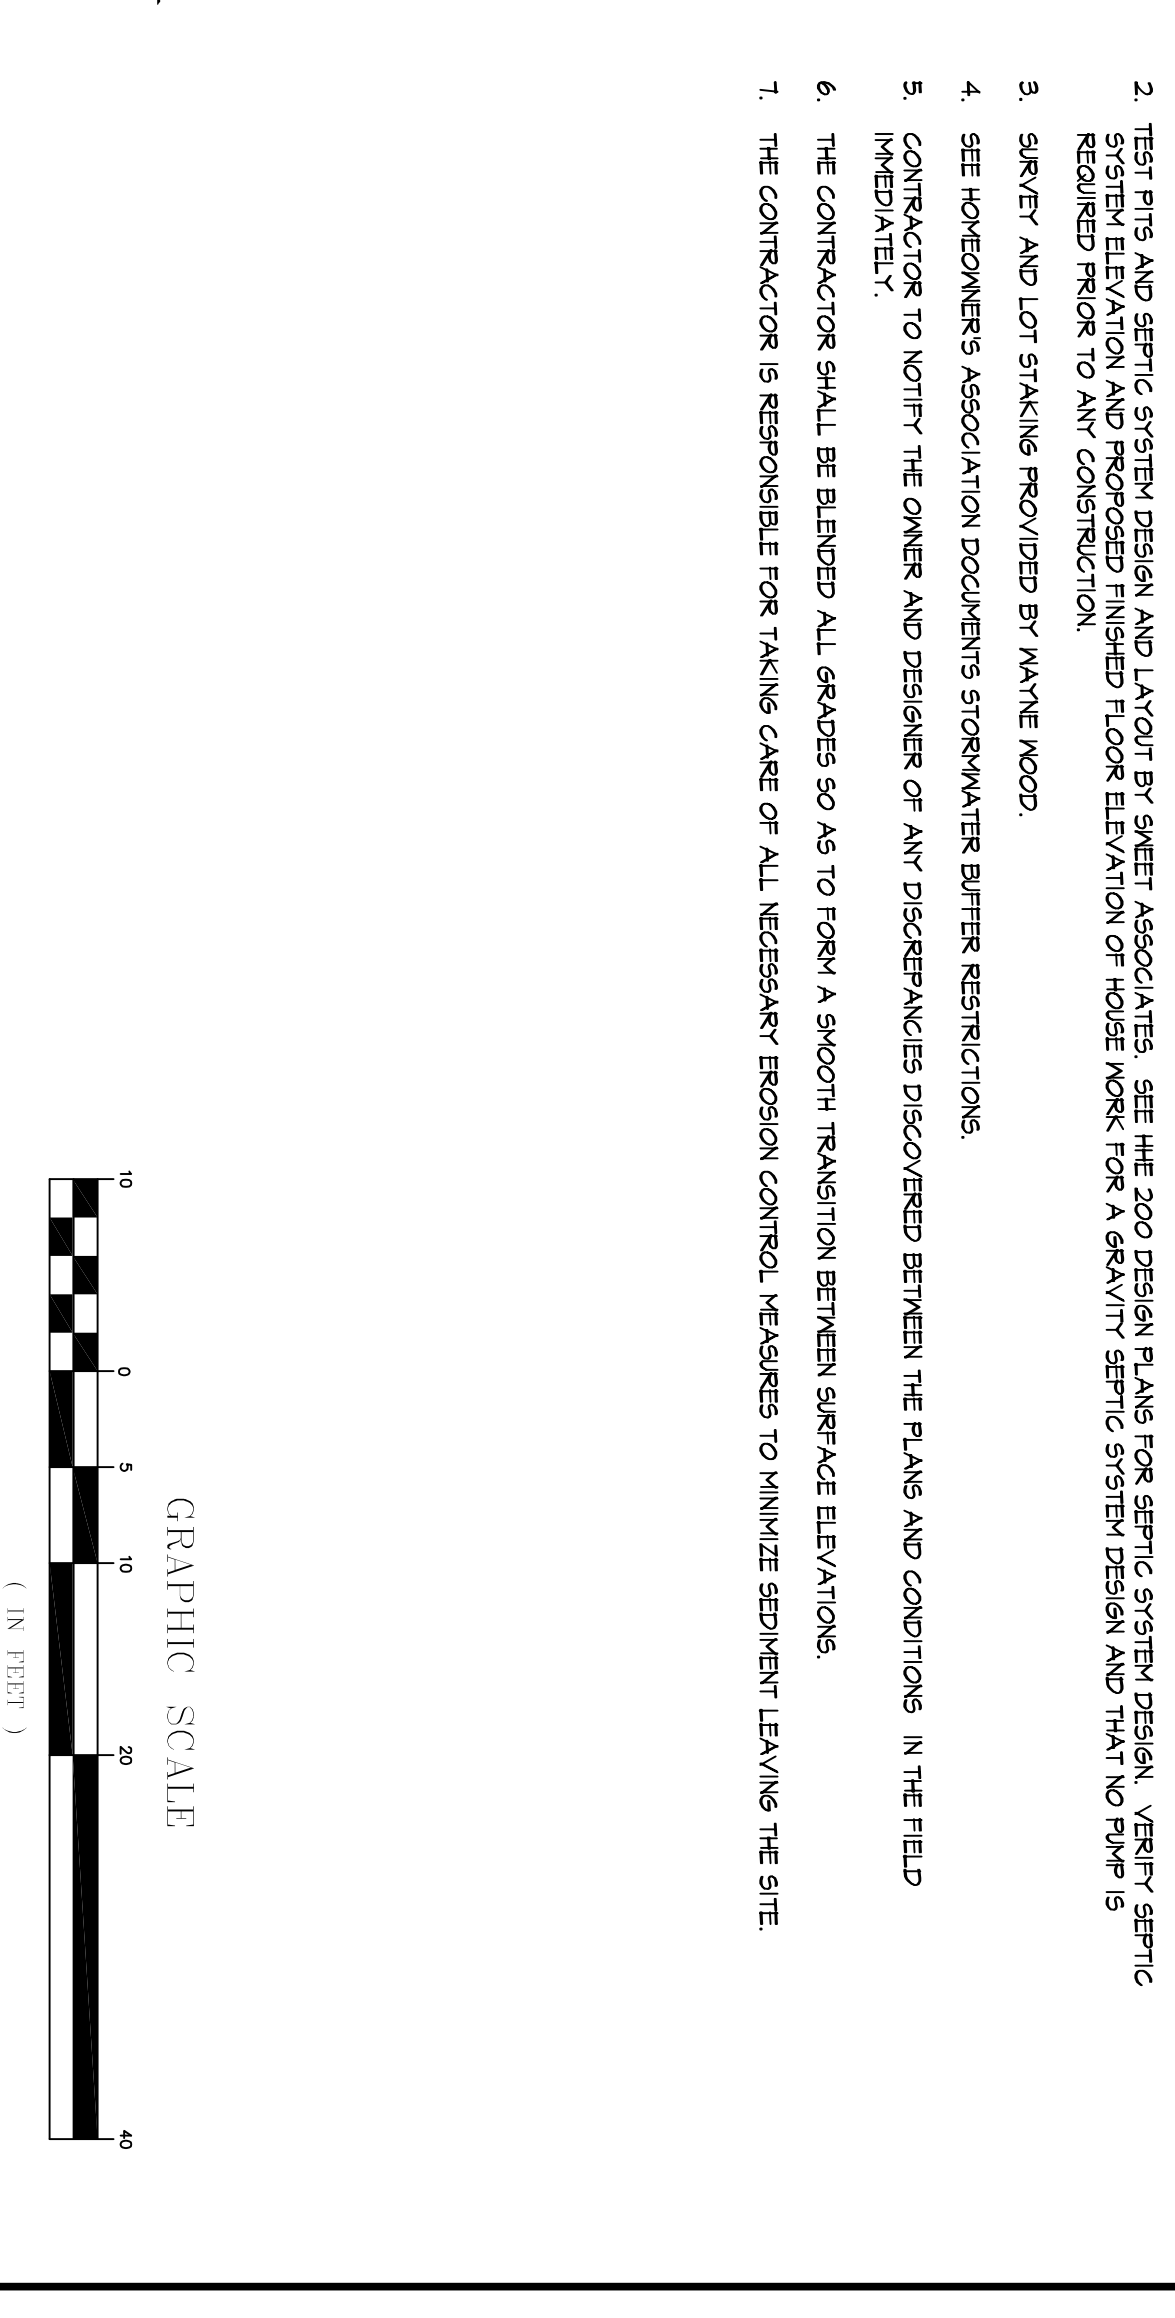 2. TEST PITS AND SEPTIC SYSTEM DESIGN AND LAYOUT BY SWEET ASSOCIATES. SEE HHE 200 DESIGN PLANS FOR SEPTIC SYSTEM DESIGN. VERIFY SEPTIC
SYSTEM ELEVATION AND PROPOSED FINISHED FLOOR ELEVATION OF HOUSE WORK FOR A GRAVITY SEPTIC SYSTEM DESIGN AND THAT NO PUMP IS
REQUIRED PRIOR TO ANY CONSTRUCTION.
3. SURVEY AND LOT STAKING PROVIDED BY WAYNE WOOD.
4. SEE HOMEOWNER'S ASSOCIATION DOCUMENTS STORMWATER BUFFER RESTRICTIONS.
5. CONTRACTOR TO NOTIFY THE OWNER AND DESIGNER OF ANY DISCREPANCIES DISCOVERED BETWEEN THE PLANS AND CONDITIONS IN THE FIELD
IMMEDIATELY.
6. THE CONTRACTOR SHALL BE BLENDED ALL GRADES SO AS TO FORM A SMOOTH TRANSITION BETWEEN SURFACE ELEVATIONS.
7. THE CONTRACTOR IS RESPONSIBLE FOR TAKING CARE OF ALL NECESSARY EROSION CONTROL MEASURES TO MINIMIZE SEDIMENT LEAVING THE SITE.
GRAPHIC SCALE
10 0 5 10 20 40
( IN FEET )